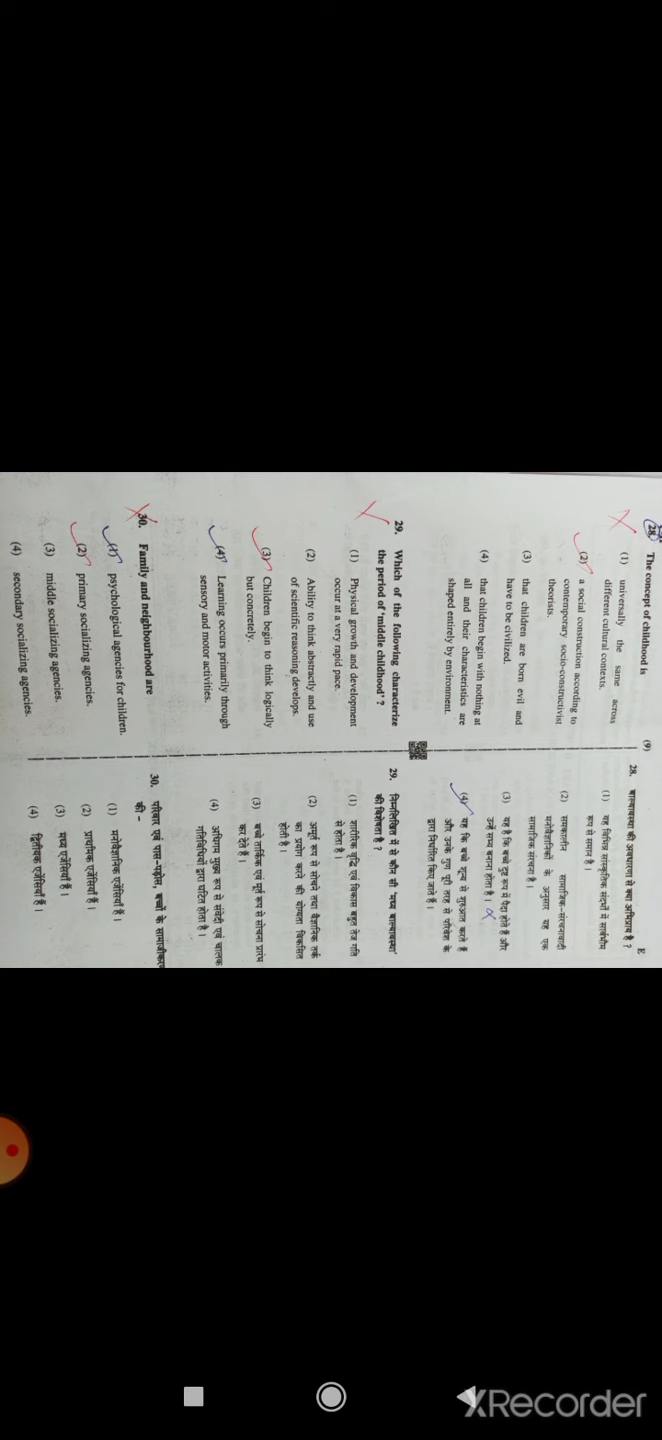 (9)
E
28. The concept of childhood is
(1) universally the same across
different cultural contexts.
(2) a social construction according to
contemporary socio-constructivist
theorists.
(3) that children are born evil and
have to be civilized.
(4) that children begin with nothing at
all and their characteristics are
shaped entirely by environment.
29. Which of the following characterize
the period of ‘middle childhood’ ?
(1) Physical growth and development
occur at a very rapid pace.
(2) Ability to think abstractly and use
of scientific reasoning develops.
(3) Children begin to think logically
but concretely.
(4) Learning occurs primarily through
sensory and motor activities.
30. Family and neighbourhood are
(1) psychological agencies for children.
(2) primary socializing agencies.
(3) middle socializing agencies.
(4) secondary socializing agencies.
28. बाल्यावस्था की अवधारणा से क्या अभिप्राय है ?
(1) यह विभिन्न सांस्कृतिक संदर्भों में सार्वभौम
रूप से समान है ।
(2) समकालीन सामाजिक-संरचनावादी
मनोवैज्ञानिकों के अनुसार यह एक
सामाजिक संरचना है ।
(3) यह है कि बच्चे दुष्ट रूप में पैदा होते हैं और
उन्हें सभ्य बनाना होता है ।
(4) यह कि बच्चे शून्य से शुरुआत करते हैं
और उनके गुण पूरी तरह से परिवेश के
द्वारा निर्धारित किए जाते हैं ।
29. निम्नलिखित में से कौन सी ‘मध्य बाल्यावस्था’
की विशेषता है ?
(1) शारीरिक वृद्धि एवं विकास बहुत तेज गति
से होता है ।
(2) अमूर्त रूप से सोचने तथा वैज्ञानिक तर्क
का प्रयोग करने की योग्यता विकसित
होती है ।
(3) बच्चे तार्किक एवं मूर्त रूप से सोचना प्रारंभ
कर देते हैं ।
(4) अधिगम मुख्य रूप से संवेदी एवं चालक
गतिविधियों द्वारा घटित होता है ।
30. परिवार एवं पास-पड़ोस, बच्चों के सामाजीकरण
की –
(1) मनोवैज्ञानिक एजेंसियाँ हैं ।
(2) प्राथमिक एजेंसियाँ हैं ।
(3) मध्य एजेंसियाँ हैं ।
(4) द्वितीयक एजेंसियाँ हैं ।
XRecorder